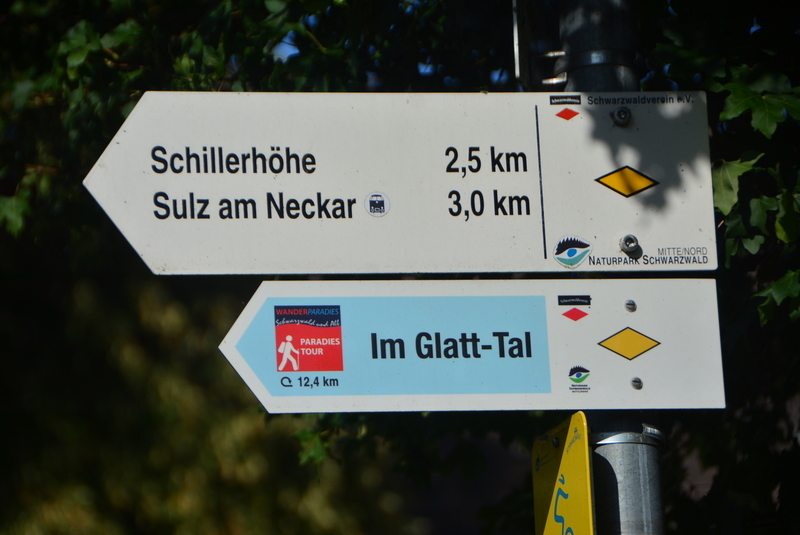 Schwarzwaldverein e.V.
Schillerhöhe 2,5 km
Sulz am Neckar 3,0 km
MITTE/NORD
NATURPARK SCHWARZWALD
WANDERPARADIES
Schwarzwald und Alb
PARADIES
TOUR
12,4 km
Im Glatt-Tal